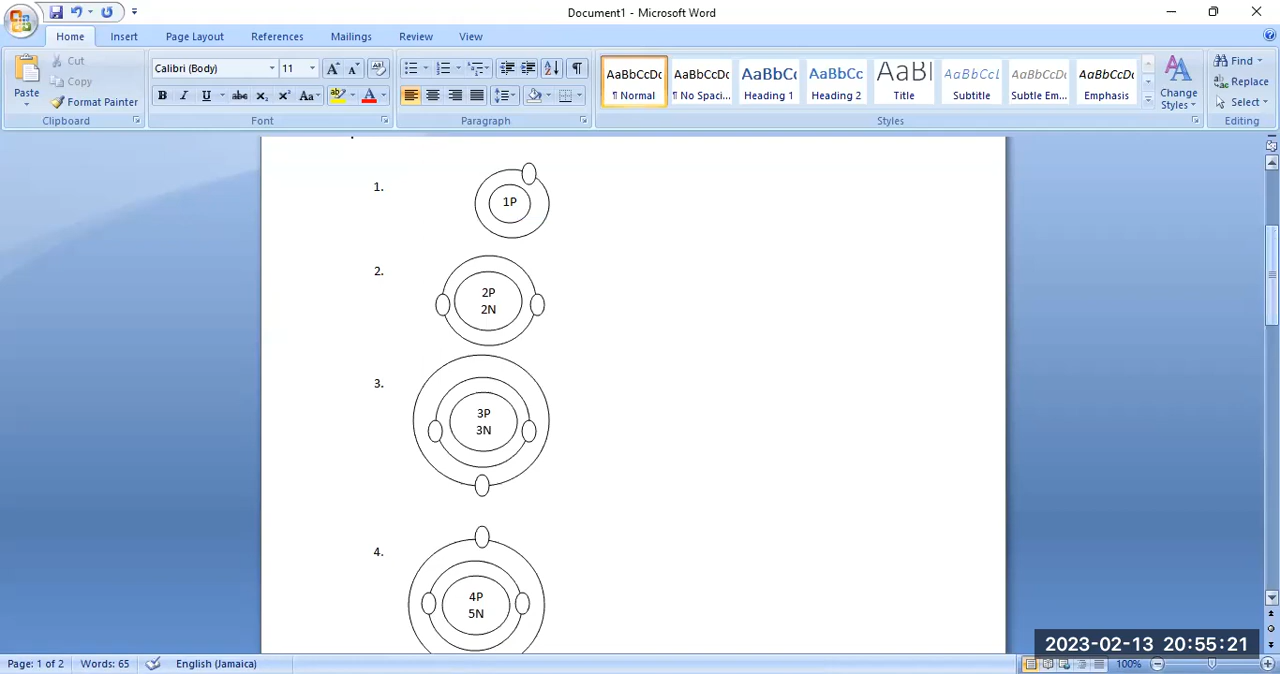 Document1 - Microsoft Word
Home Insert Page Layout References Mailings Review View
Paste
Cut
Copy
Format Painter
Clipboard
Calibri (Body) 11
Font
Paragraph
AaBbCcDc AaBbCcDc AaBbCc AaBbCc AaBl AaBbCcL AaBbCcDc AaBbCcDc
¶ Normal ¶ No Spaci... Heading 1 Heading 2 Title Subtitle Subtle Em... Emphasis
Styles
Change
Styles
Find
Replace
Select
Editing
1.
1P
2.
2P
2N
3.
3P
3N
4.
4P
5N
2023-02-13 20:55:21
Page: 1 of 2 Words: 65 English (Jamaica) 100%